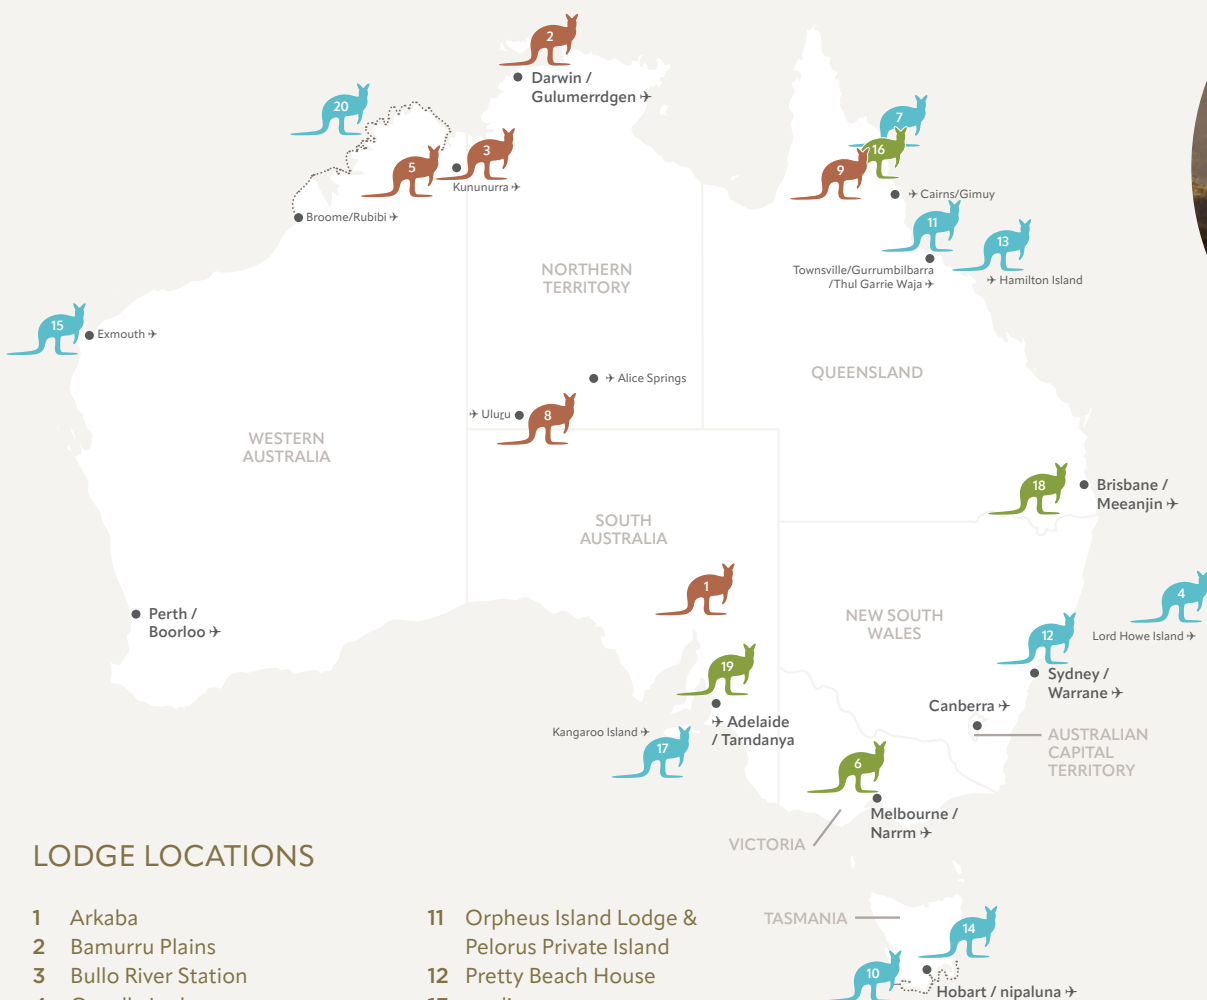 2
Darwin /
Gulumerrdgen ✈
20
7
16
3
5
9
Kununurra ✈
✈ Cairns/Gimuy
Broome/Rubibi ✈
11
13
NORTHERN
TERRITORY
Townsville/Gurrumbilbarra
/Thul Garrie Waja ✈
✈ Hamilton Island
15
Exmouth ✈
QUEENSLAND
✈ Alice Springs
✈ Uluṟu
8
WESTERN
AUSTRALIA
18
Brisbane /
Meeanjin ✈
SOUTH
AUSTRALIA
1
4
Perth /
Boorloo ✈
NEW SOUTH
WALES
12
Lord Howe Island ✈
19
Sydney /
Warrane ✈
Canberra ✈
✈ Adelaide
/ Tarndanya
Kangaroo Island ✈
17
AUSTRALIAN
CAPITAL
TERRITORY
6
Melbourne /
Narrm ✈
VICTORIA
TASMANIA
14
10
Hobart / nipaluna ✈
LODGE LOCATIONS
1 Arkaba
2 Bamurru Plains
3 Bullo River Station
11 Orpheus Island Lodge &
Pelorus Private Island
12 Pretty Beach House